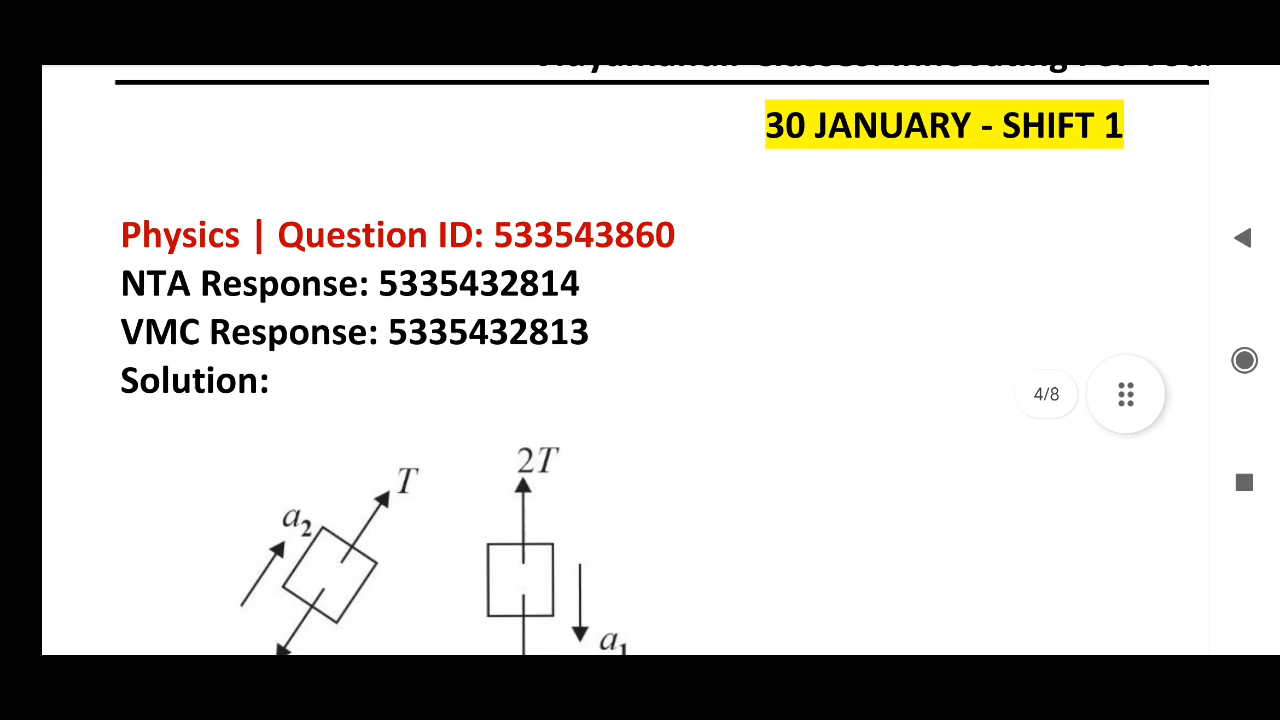 30 JANUARY - SHIFT 1
Physics | Question ID: 533543860
NTA Response: 5335432814
VMC Response: 5335432813
Solution:
4/8
2T
T
a₂
a₁